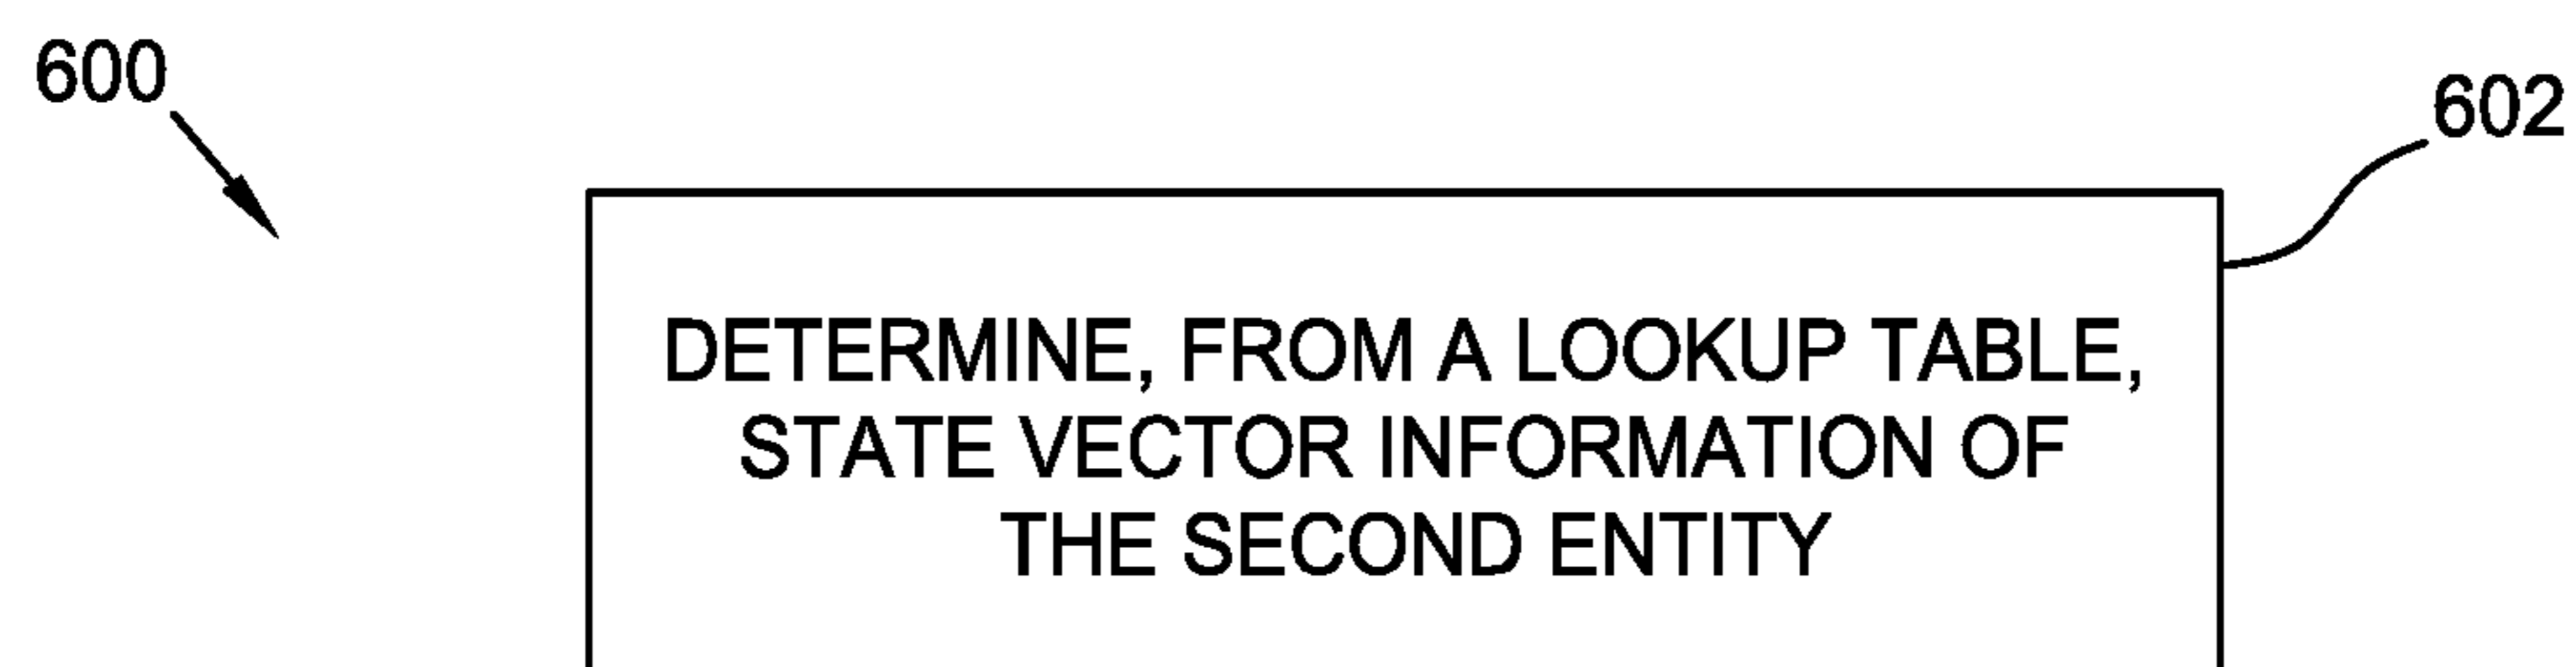 600
602
DETERMINE, FROM A LOOKUP TABLE,
STATE VECTOR INFORMATION OF
THE SECOND ENTITY